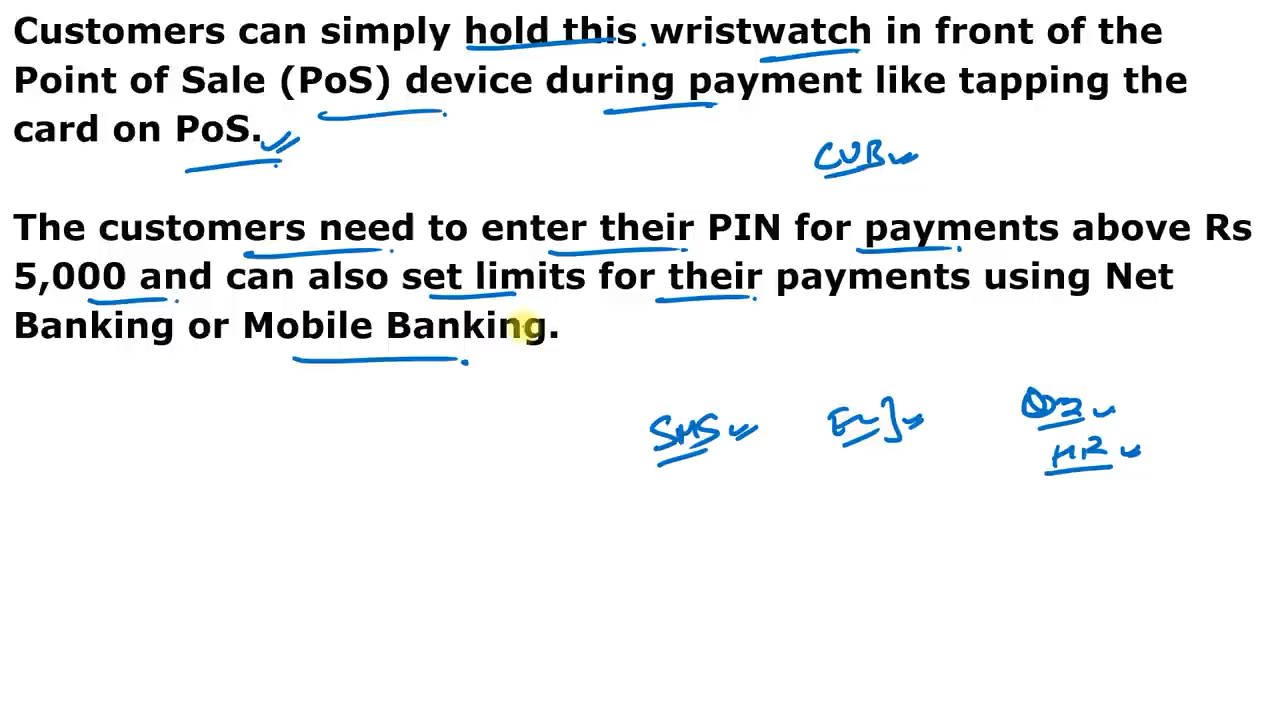 Customers can simply hold this wristwatch in front of the
Point of Sale (PoS) device during payment like tapping the
card on PoS.
CUB
The customers need to enter their PIN for payments above Rs
5,000 and can also set limits for their payments using Net
Banking or Mobile Banking.
SMS